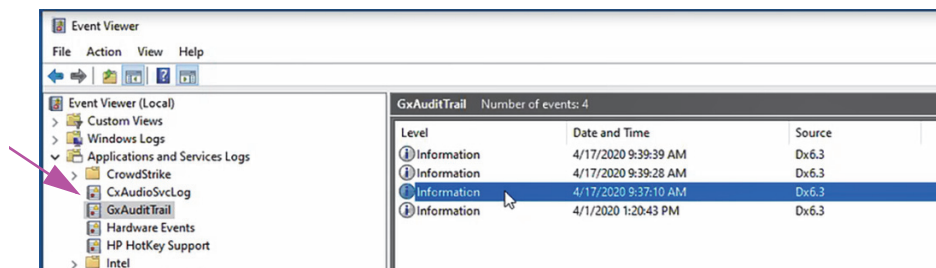 Event Viewer
File Action View Help
Event Viewer (Local)
Custom Views
Windows Logs
Applications and Services Logs
CrowdStrike
CxAudioSvcLog
GxAuditTrail
Hardware Events
HP HotKey Support
Intel
GxAuditTrail Number of events: 4
Level Date and Time Source
Information 4/17/2020 9:39:39 AM Dx6.3
Information 4/17/2020 9:39:28 AM Dx6.3
Information 4/17/2020 9:37:10 AM Dx6.3
Information 4/1/2020 1:20:43 PM Dx6.3